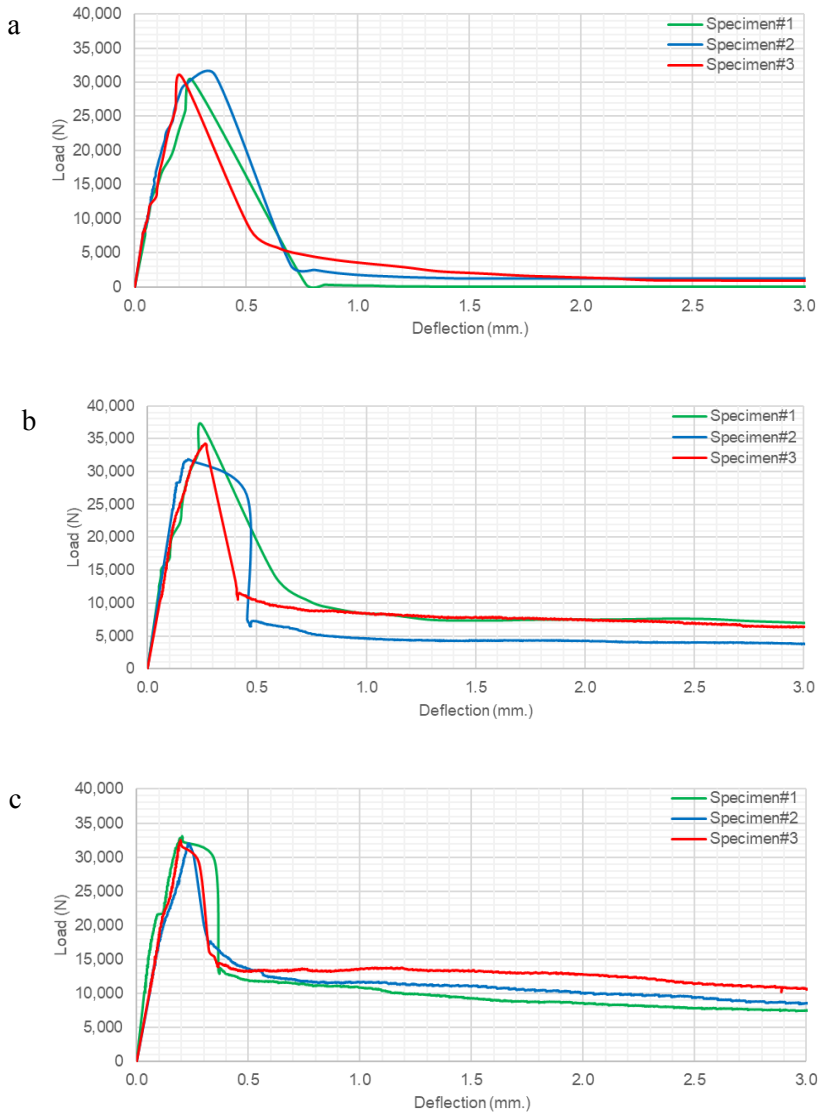 a
40,000
35,000
30,000
25,000
20,000
15,000
10,000
5,000
0
Load (N)
Specimen#1
Specimen#2
Specimen#3
0.0 0.5 1.0 1.5 2.0 2.5 3.0
Deflection (mm.)
b
40,000
35,000
30,000
25,000
20,000
15,000
10,000
5,000
0
Load (N)
Specimen#1
Specimen#2
Specimen#3
0.0 0.5 1.0 1.5 2.0 2.5 3.0
Deflection (mm.)
c
40,000
35,000
30,000
25,000
20,000
15,000
10,000
5,000
0
Load (N)
Specimen#1
Specimen#2
Specimen#3
0.0 0.5 1.0 1.5 2.0 2.5 3.0
Deflection (mm.)